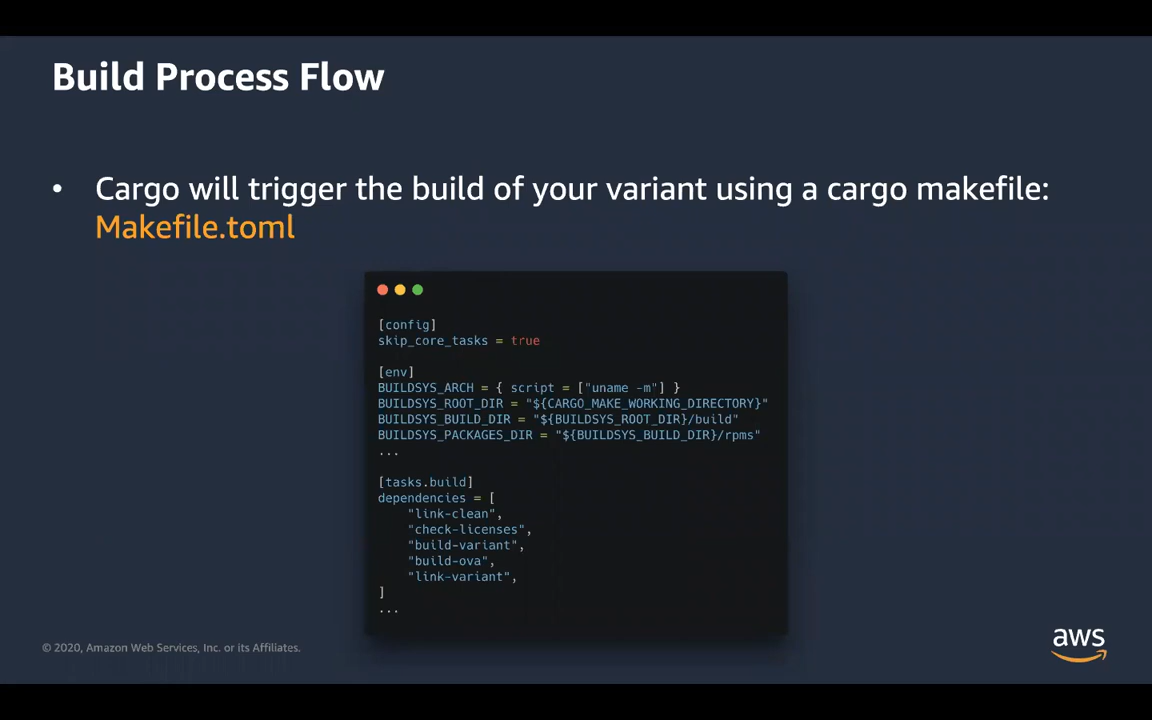 Build Process Flow
• Cargo will trigger the build of your variant using a cargo makefile:
Makefile.toml
[config]
skip_core_tasks = true
[env]
BUILDSYS_ARCH = { script = ["uname -m"] }
BUILDSYS_ROOT_DIR = "${CARGO_MAKE_WORKING_DIRECTORY}"
BUILDSYS_BUILD_DIR = "${BUILDSYS_ROOT_DIR}/build"
BUILDSYS_PACKAGES_DIR = "${BUILDSYS_BUILD_DIR}/rpms"
...
[tasks.build]
dependencies = [
    "link-clean",
    "check-licenses",
    "build-variant",
    "build-ova",
    "link-variant",
]
...
© 2020, Amazon Web Services, Inc. or its Affiliates.
aws